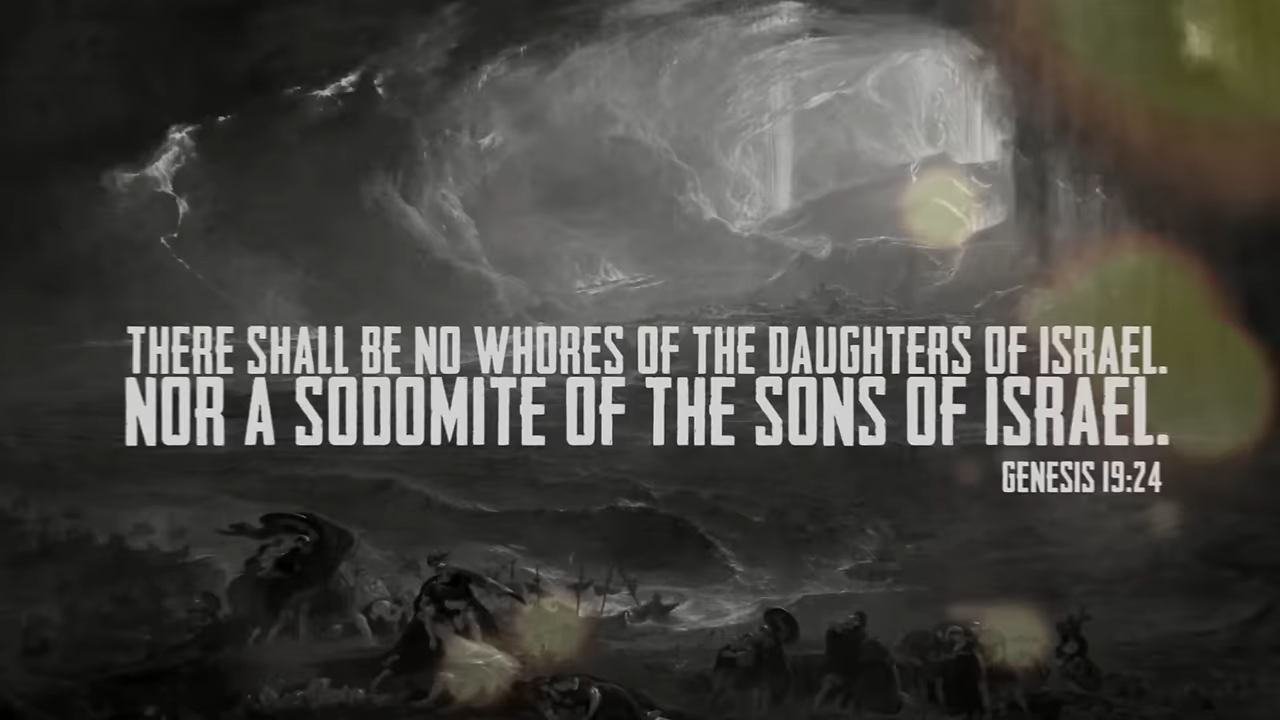 THERE SHALL BE NO WHORES OF THE DAUGHTERS OF ISRAEL.
NOR A SODOMITE OF THE SONS OF ISRAEL.
GENESIS 19:24